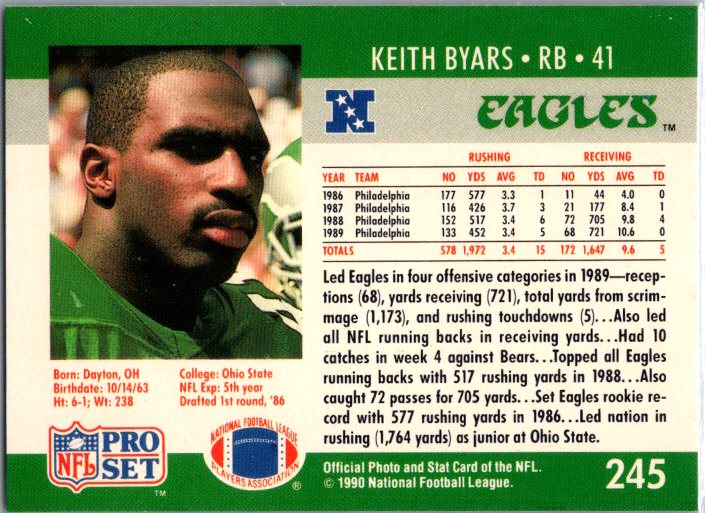 KEITH BYARS • RB • 41
N EAGLES TM
RUSHING RECEIVING
YEAR TEAM NO YDS AVG TD NO YDS AVG TD
1986 Philadelphia 177 577 3.3 1 11 44 4.0 0
1987 Philadelphia 116 426 3.7 3 21 177 8.4 1
1988 Philadelphia 152 517 3.4 6 72 705 9.8 4
1989 Philadelphia 133 452 3.4 5 68 721 10.6 0
TOTALS 578 1,972 3.4 15 172 1,647 9.6 5
Led Eagles in four offensive categories in 1989—recep-
tions (68), yards receiving (721), total yards from scrim-
mage (1,173), and rushing touchdowns (5)...Also led
all NFL running backs in receiving yards...Had 10
catches in week 4 against Bears...Topped all Eagles
running backs with 517 rushing yards in 1988...Also
caught 72 passes for 705 yards...Set Eagles rookie re-
cord with 577 rushing yards in 1986...Led nation in
rushing (1,764 yards) as junior at Ohio State.
Born: Dayton, OH
Birthdate: 10/14/63
Ht: 6-1; Wt: 238
College: Ohio State
NFL Exp: 5th year
Drafted 1st round, '86
NFL PRO SET TM
NATIONAL FOOTBALL LEAGUE
PLAYERS ASSOCIATION ®
Official Photo and Stat Card of the NFL.
© 1990 National Football League.
245